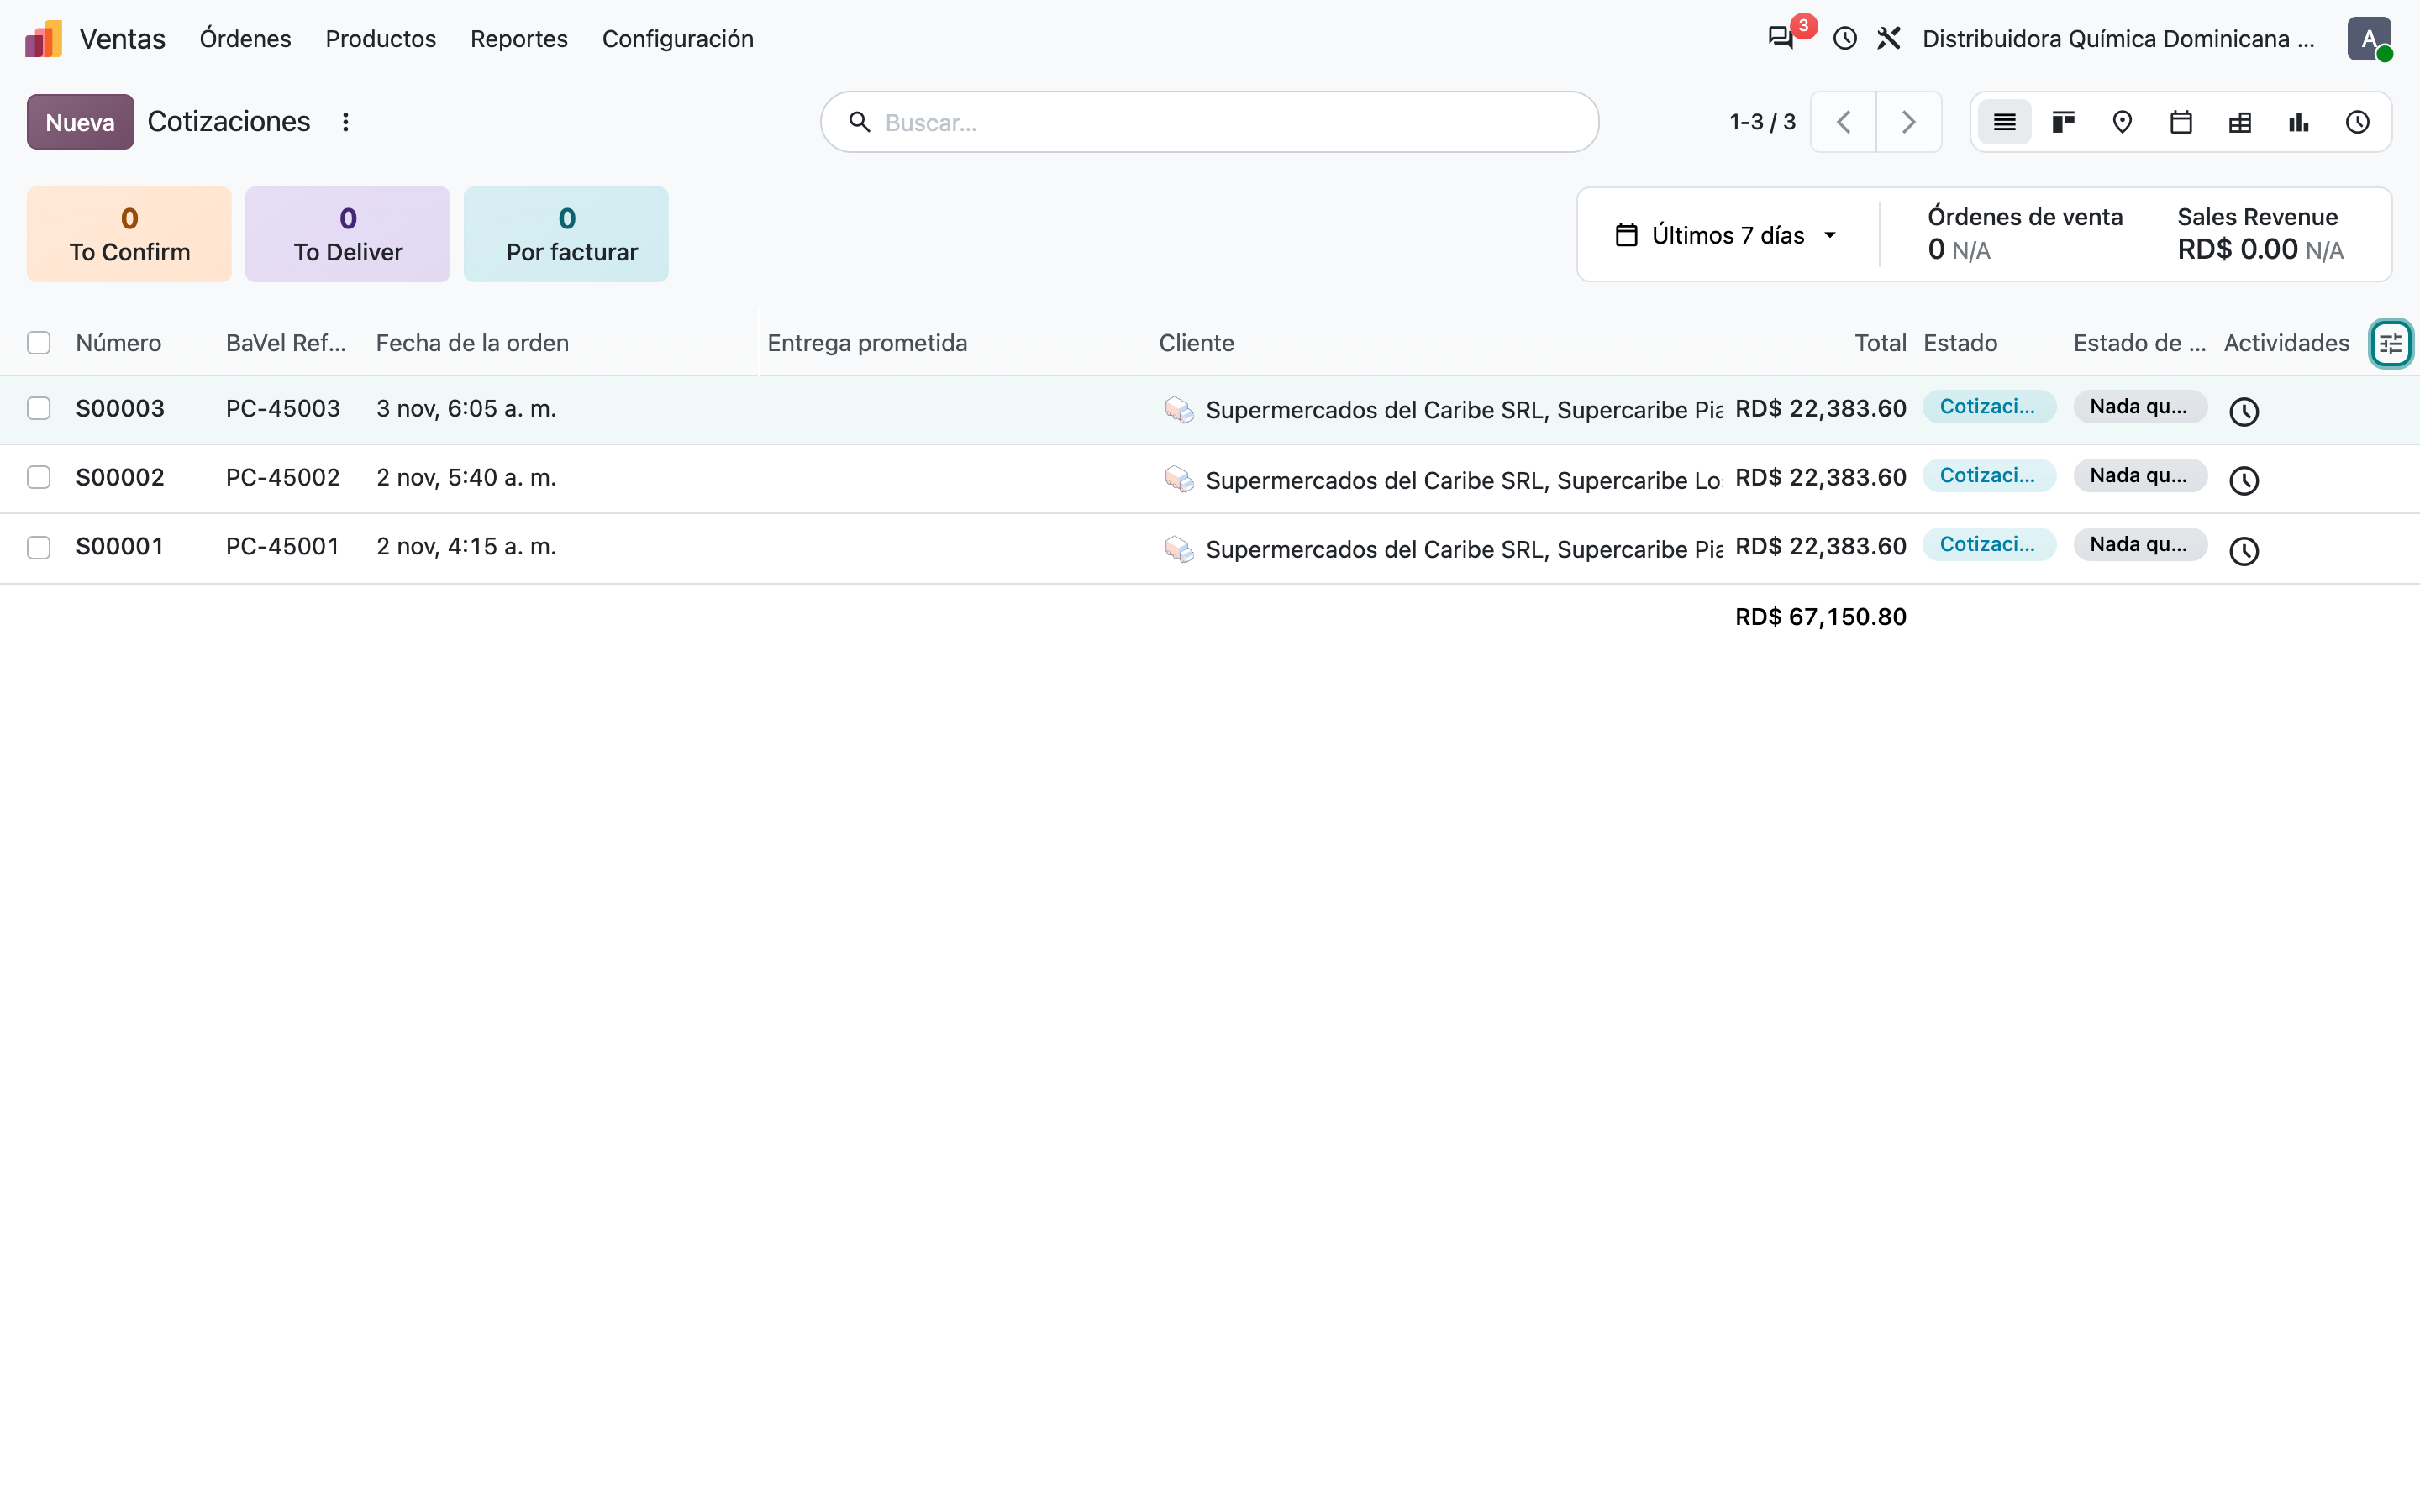 Ventas Órdenes Productos Reportes Configuración 3 Distribuidora Química Dominicana ... A
Nueva Cotizaciones Buscar... 1-3 / 3
0 To Confirm
0 To Deliver
0 Por facturar
Últimos 7 días
Órdenes de venta
0 N/A
Sales Revenue
RD$ 0.00 N/A
Número BaVel Ref... Fecha de la orden Entrega prometida Cliente Total Estado Estado de ... Actividades
S00003 PC-45003 3 nov, 6:05 a. m. Supermercados del Caribe SRL, Supercaribe Pia RD$ 22,383.60 Cotizaci... Nada qu...
S00002 PC-45002 2 nov, 5:40 a. m. Supermercados del Caribe SRL, Supercaribe Lo RD$ 22,383.60 Cotizaci... Nada qu...
S00001 PC-45001 2 nov, 4:15 a. m. Supermercados del Caribe SRL, Supercaribe Pia RD$ 22,383.60 Cotizaci... Nada qu...
RD$ 67,150.80